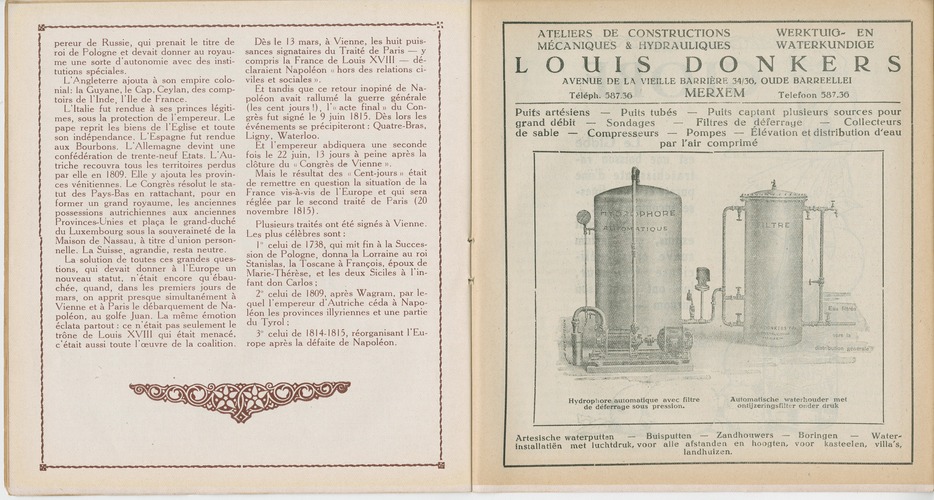 pereur de Russie, qui prenait le titre de
roi de Pologne et devait donner au royau-
me une sorte d'autonomie avec des insti-
tutions spéciales.
L'Angleterre ajouta à son empire colo-
nial: la Guyane, le Cap, Ceylan, des comp-
toirs de l'Inde, l'Ile de France.
L'Italie fut rendue à ses princes légiti-
mes, sous la protection de l'empereur. Le
pape reprit les biens de l'Eglise et toute
son indépendance. L'Espagne fut rendue
aux Bourbons. L'Allemagne devint une
confédération de trente-neuf Etats. L'Au-
triche recouvra tous les territoires perdus
par elle en 1809. Elle y ajouta les provin-
ces vénitiennes. Le Congrès résolut le sta-
tut des Pays-Bas en rattachant, pour en
former un grand royaume, les anciennes
possessions autrichiennes aux anciennes
Provinces-Unies et plaça le grand-duché
du Luxembourg sous la souveraineté de la
Maison de Nassau, à titre d'union person-
nelle. La Suisse, agrandie, resta neutre.
La solution de toutes ces grandes ques-
tions, qui devait donner à l'Europe un
nouveau statut, n'était encore qu'ébau-
chée, quand, dans les premiers jours de
mars, on apprit presque simultanément à
Vienne et à Paris le débarquement de Na-
poléon, au golfe Juan. La même émotion
éclata partout : ce n'était pas seulement le
trône de Louis XVIII qui était menacé,
c'était aussi toute l'œuvre de la coalition.
Dès le 13 mars, à Vienne, les huit puis-
sances signataires du Traité de Paris — y
compris la France de Louis XVIII — dé-
claraient Napoléon « hors des relations ci-
viles et sociales ».
Et tandis que ce retour inopiné de Na-
poléon avait rallumé la guerre générale
(les cent jours !), l'« acte final » du Con-
grès fut signé le 9 juin 1815. Dès lors les
événements se précipiteront : Quatre-Bras,
Ligny, Waterloo.
Et l'empereur abdiquera une seconde
fois le 22 juin, 13 jours à peine après la
clôture du « Congrès de Vienne ».
Mais le résultat des « Cent-jours » était
de remettre en question la situation de la
France vis-à-vis de l'Europe et qui sera
réglée par le second traité de Paris (20
novembre 1815).
Plusieurs traités ont été signés à Vienne.
Les plus célèbres sont :
1° celui de 1738, qui mit fin à la Succes-
sion de Pologne, donna la Lorraine au roi
Stanislas, la Toscane à François, époux de
Marie-Thérèse, et les deux Siciles à l'in-
fant don Carlos ;
2° celui de 1809, après Wagram, par le-
quel l'empereur d'Autriche céda à Napo-
léon les provinces illyriennes et une partie
du Tyrol ;
3° celui de 1814-1815, réorganisant l'Eu-
rope après la défaite de Napoléon.
ATELIERS DE CONSTRUCTIONS WERKTUIG- EN
MÉCANIQUES & HYDRAULIQUES WATERKUNDIGE
LOUIS DONKERS
AVENUE DE LA VIEILLE BARRIÈRE 34/36, OUDE BARREELLEI
Téléph. 587.36 MERXEM Telefoon 587.36
Puits artésiens — Puits tubés — Puits captant plusieurs sources pour
grand débit — Sondages — Filtres de déferrage — Collecteurs
de sable — Compresseurs — Pompes — Élévation et distribution d'eau
par l'air comprimé
HYDROPHORE
AUTOMATIQUE
FILTRE
Eau filtrée
vers la
distribution générale
Hydrophore automatique avec filtre
de déferrage sous pression.
Automatische waterhouder met
ontijzeringsfilter onder druk
Artesische waterputten — Buisputten — Zandhouwers — Boringen — Water-
installatiën met luchtdruk, voor alle afstanden en hoogten, voor kasteelen, villa's,
landhuizen.